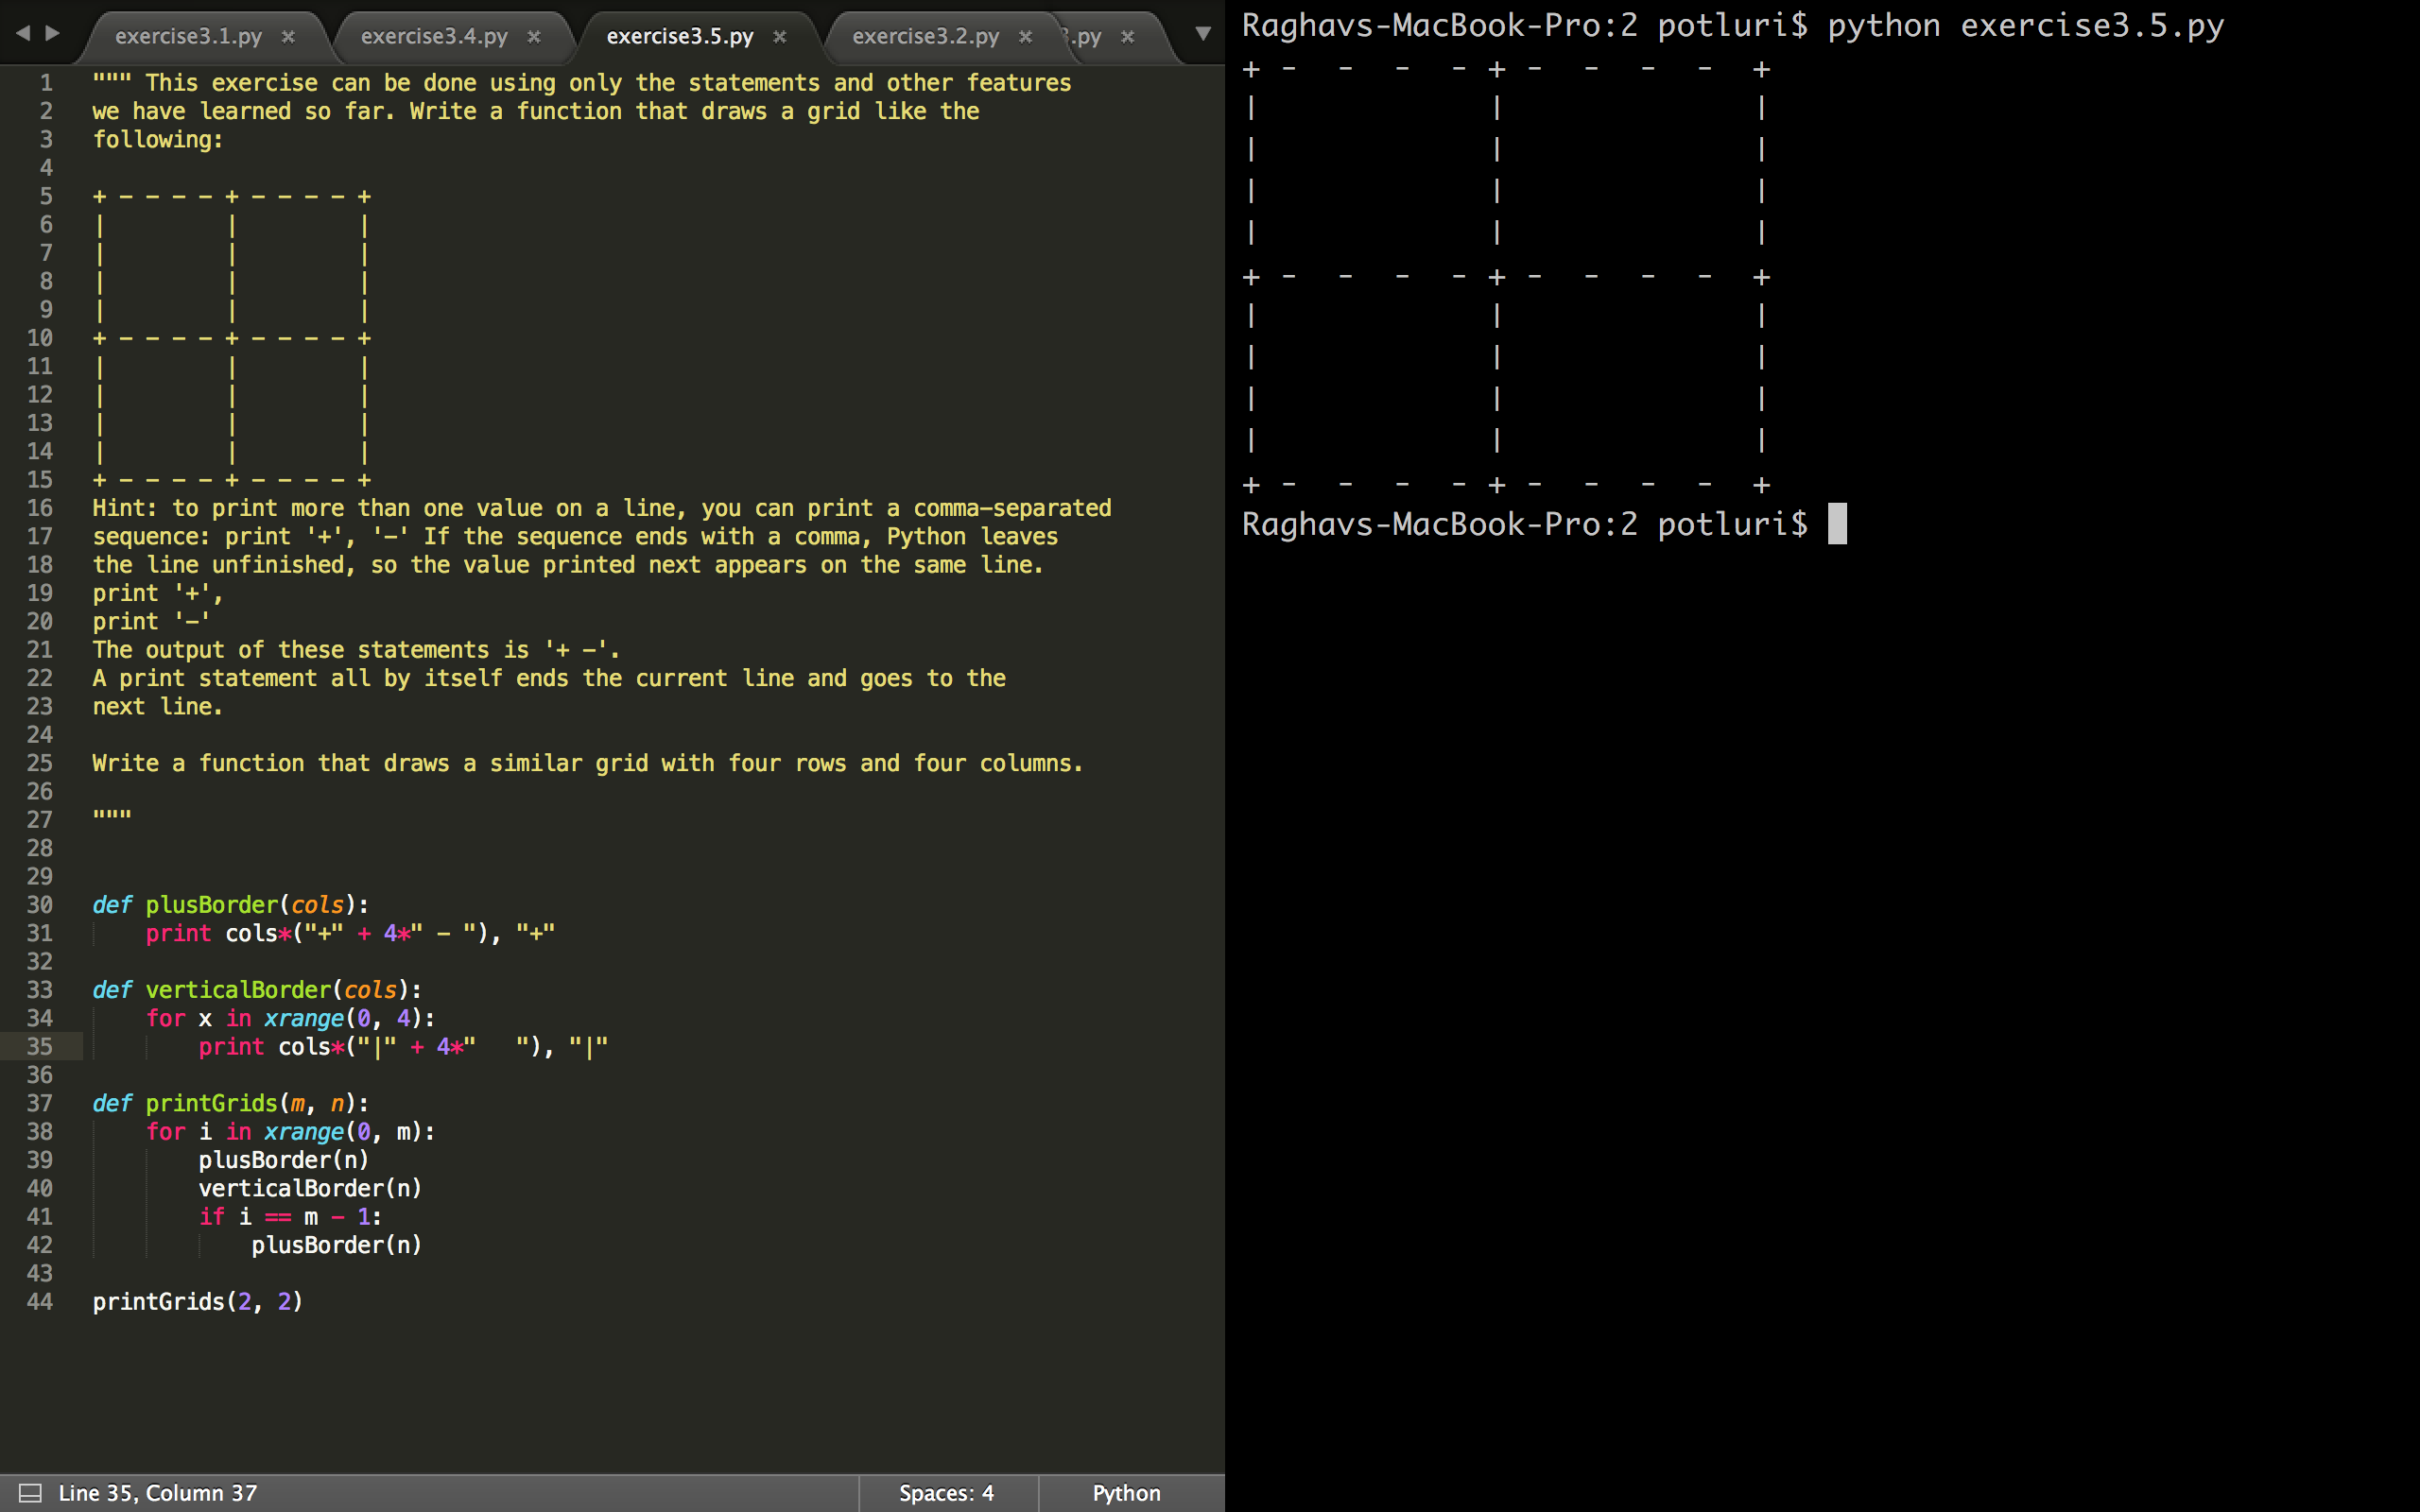 exercise3.1.py × exercise3.4.py × exercise3.5.py × exercise3.2.py × .py ×
1 """ This exercise can be done using only the statements and other features
2 we have learned so far. Write a function that draws a grid like the
3 following:
4
5 + - - - - + - - - - +
6 |         |         |
7 |         |         |
8 |         |         |
9 |         |         |
10 + - - - - + - - - - +
11 |         |         |
12 |         |         |
13 |         |         |
14 |         |         |
15 + - - - - + - - - - +
16 Hint: to print more than one value on a line, you can print a comma-separated
17 sequence: print '+', '-' If the sequence ends with a comma, Python leaves
18 the line unfinished, so the value printed next appears on the same line.
19 print '+',
20 print '-'
21 The output of these statements is '+ -'.
22 A print statement all by itself ends the current line and goes to the
23 next line.
24
25 Write a function that draws a similar grid with four rows and four columns.
26
27 """
28
29
30 def plusBorder(cols):
31     print cols*("+" + 4*" - "), "+"
32
33 def verticalBorder(cols):
34     for x in xrange(0, 4):
35         print cols*("|" + 4*"   "), "|"
36
37 def printGrids(m, n):
38     for i in xrange(0, m):
39         plusBorder(n)
40         verticalBorder(n)
41         if i == m - 1:
42             plusBorder(n)
43
44 printGrids(2, 2)
Line 35, Column 37 Spaces: 4 Python
Raghavs-MacBook-Pro:2 potluri$ python exercise3.5.py
+ -  -  -  - + -  -  -  -  +
|            |             |
|            |             |
|            |             |
|            |             |
+ -  -  -  - + -  -  -  -  +
|            |             |
|            |             |
|            |             |
|            |             |
+ -  -  -  - + -  -  -  -  +
Raghavs-MacBook-Pro:2 potluri$